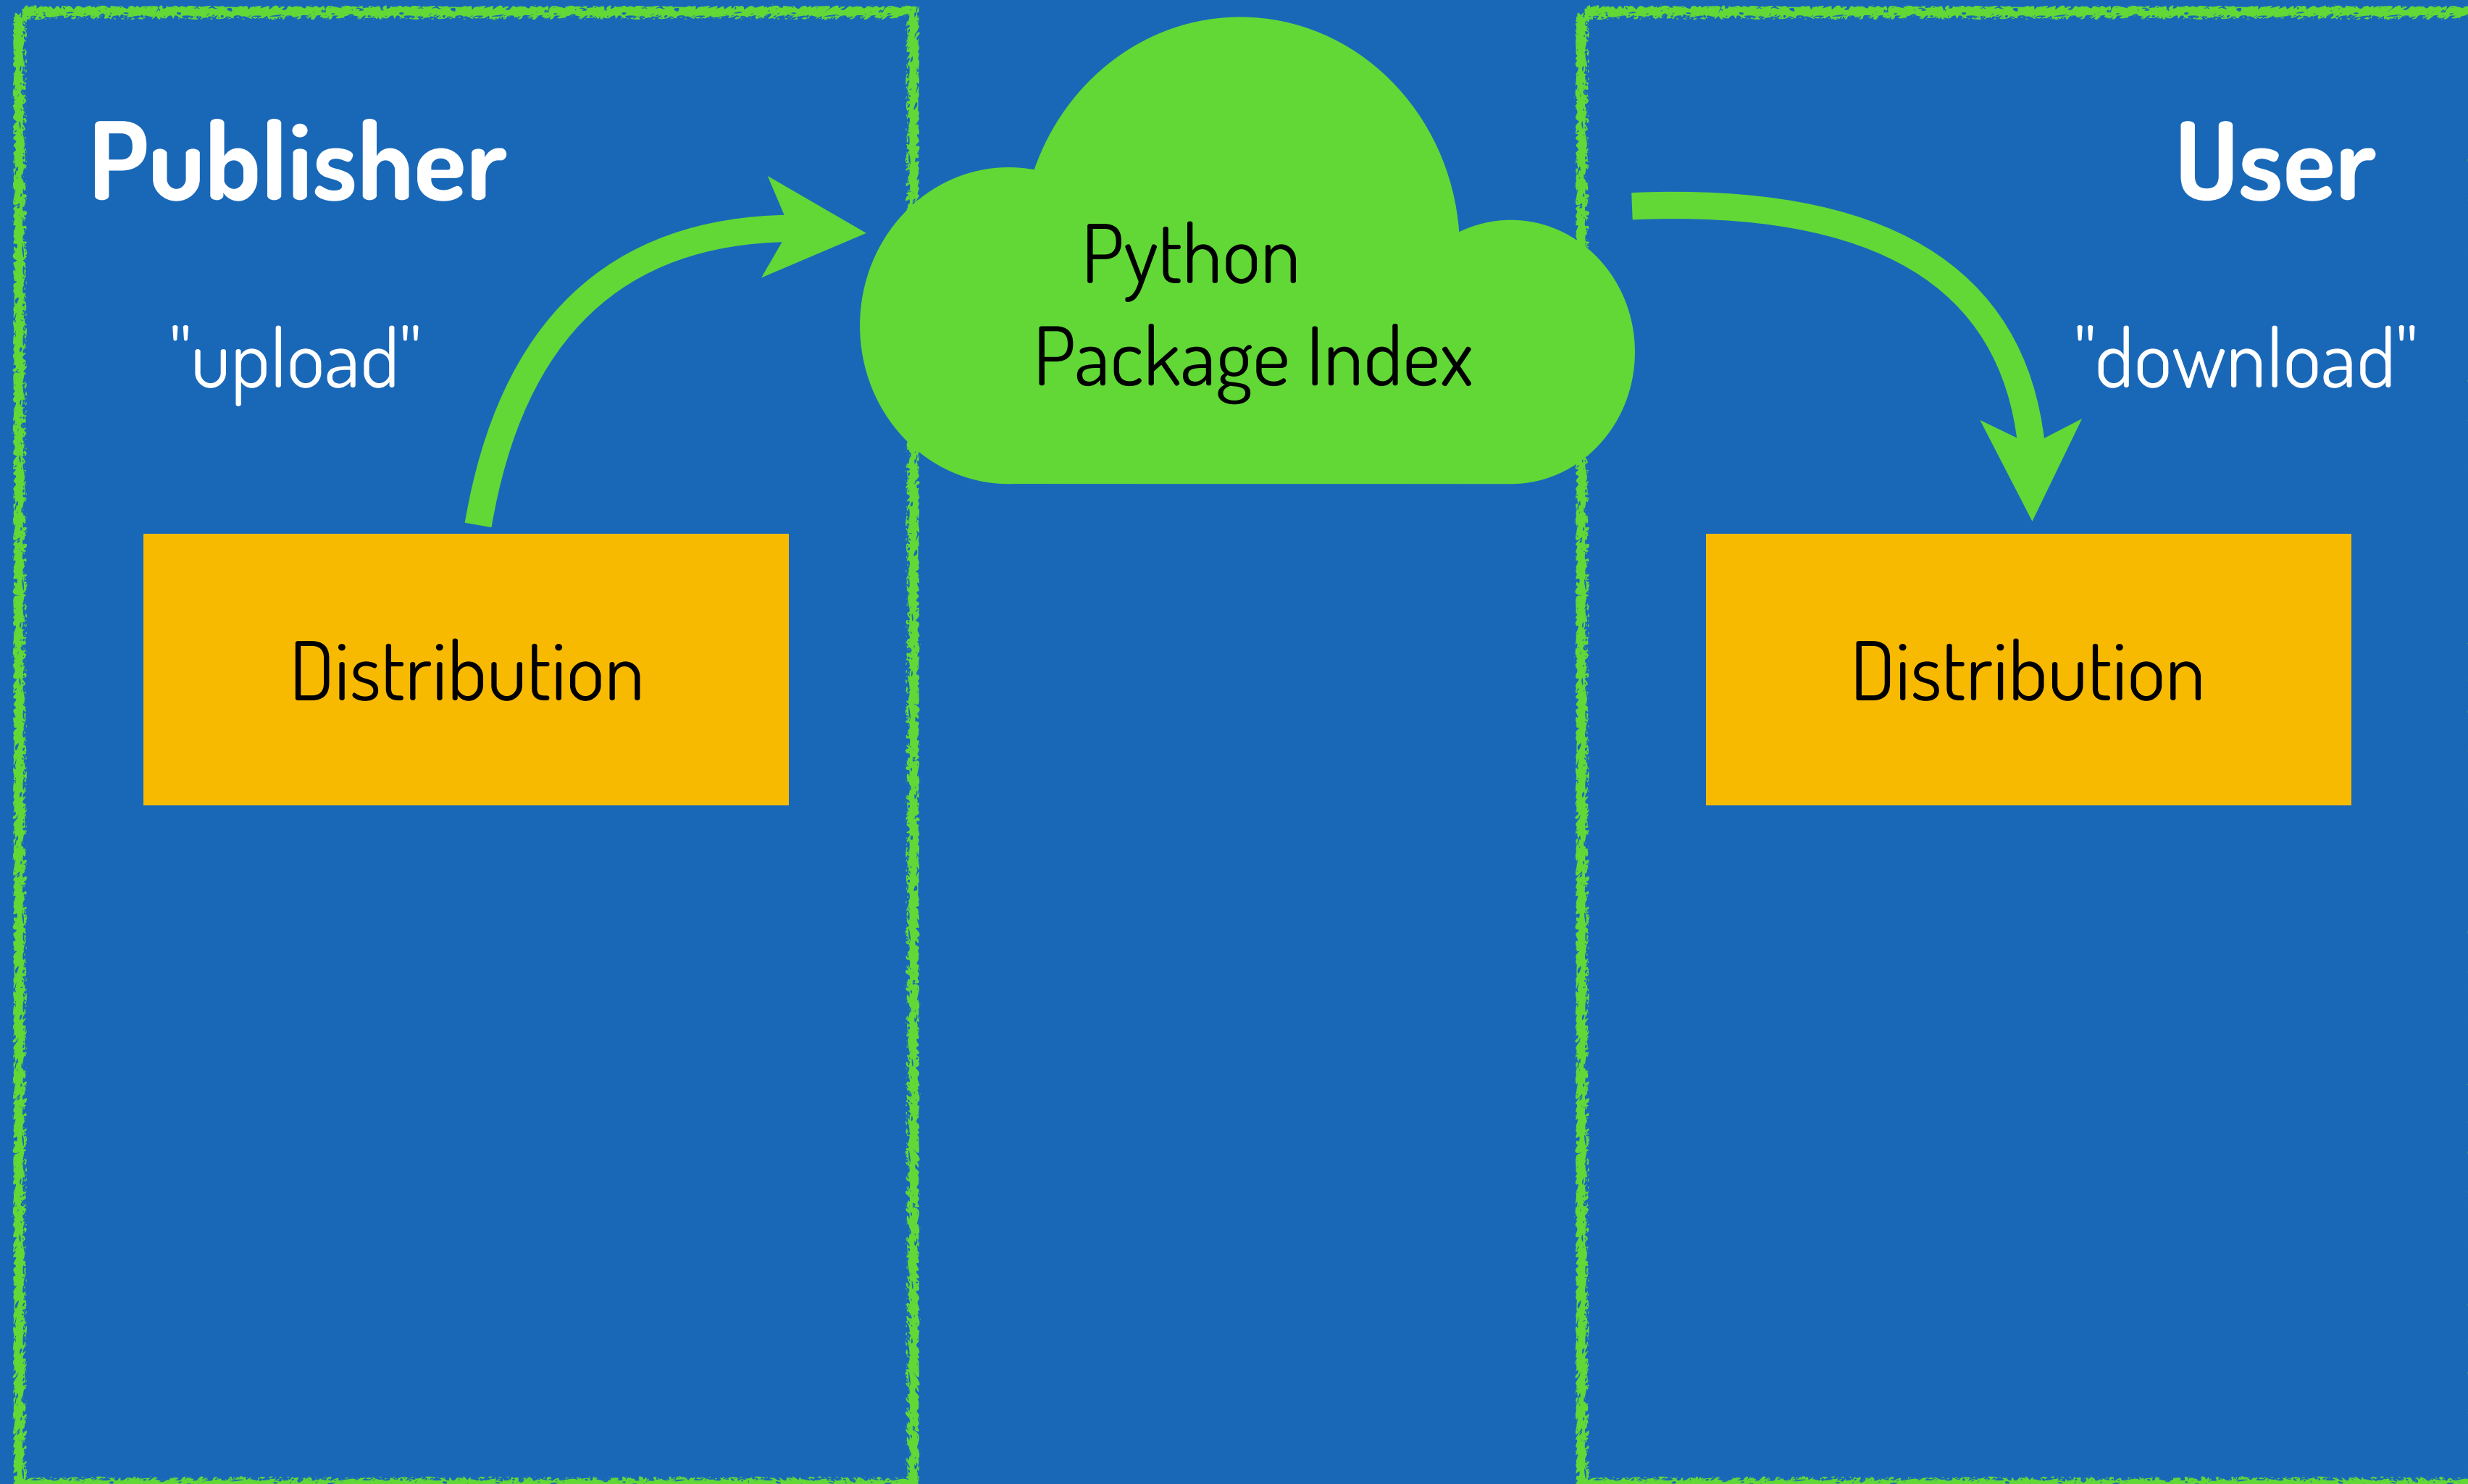 Publisher
"upload"
Distribution
Python
Package Index
User
"download"
Distribution